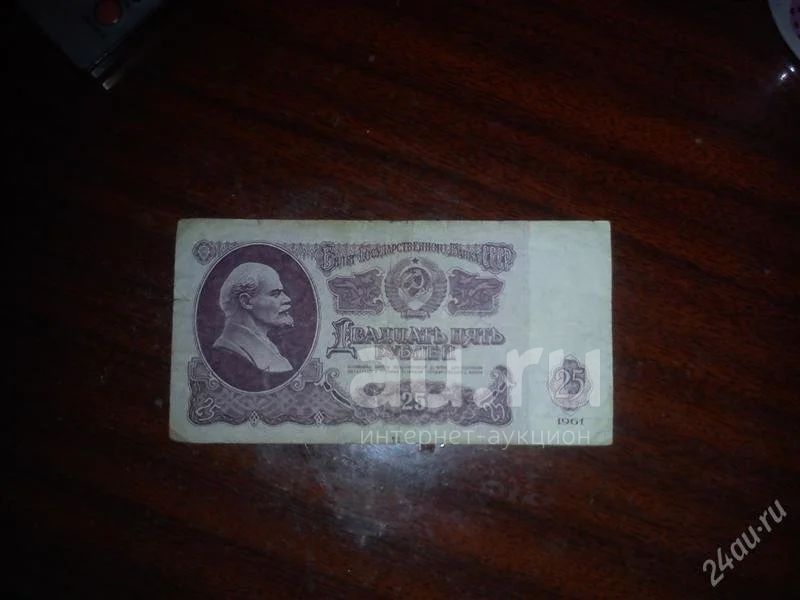 Билет Государственного Банка СССР
Двадцать пять
рублей
25
25
1961
au.ru
интернет-аукцион
24au.ru